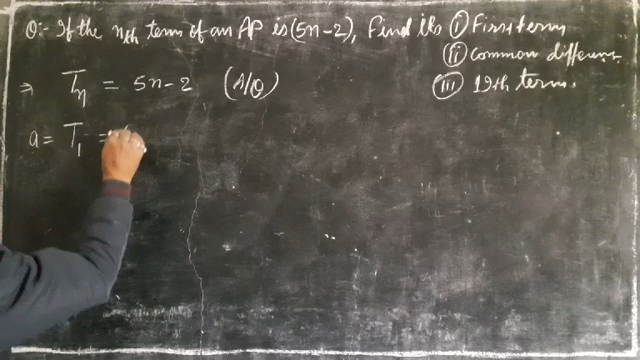 Q:- If the nth term of an AP is (5n-2), Find its (i) First term
(ii) Common difference
(iii) 19th term.
⇒ Tn = 5n-2 (A/Q)
a = T1 =